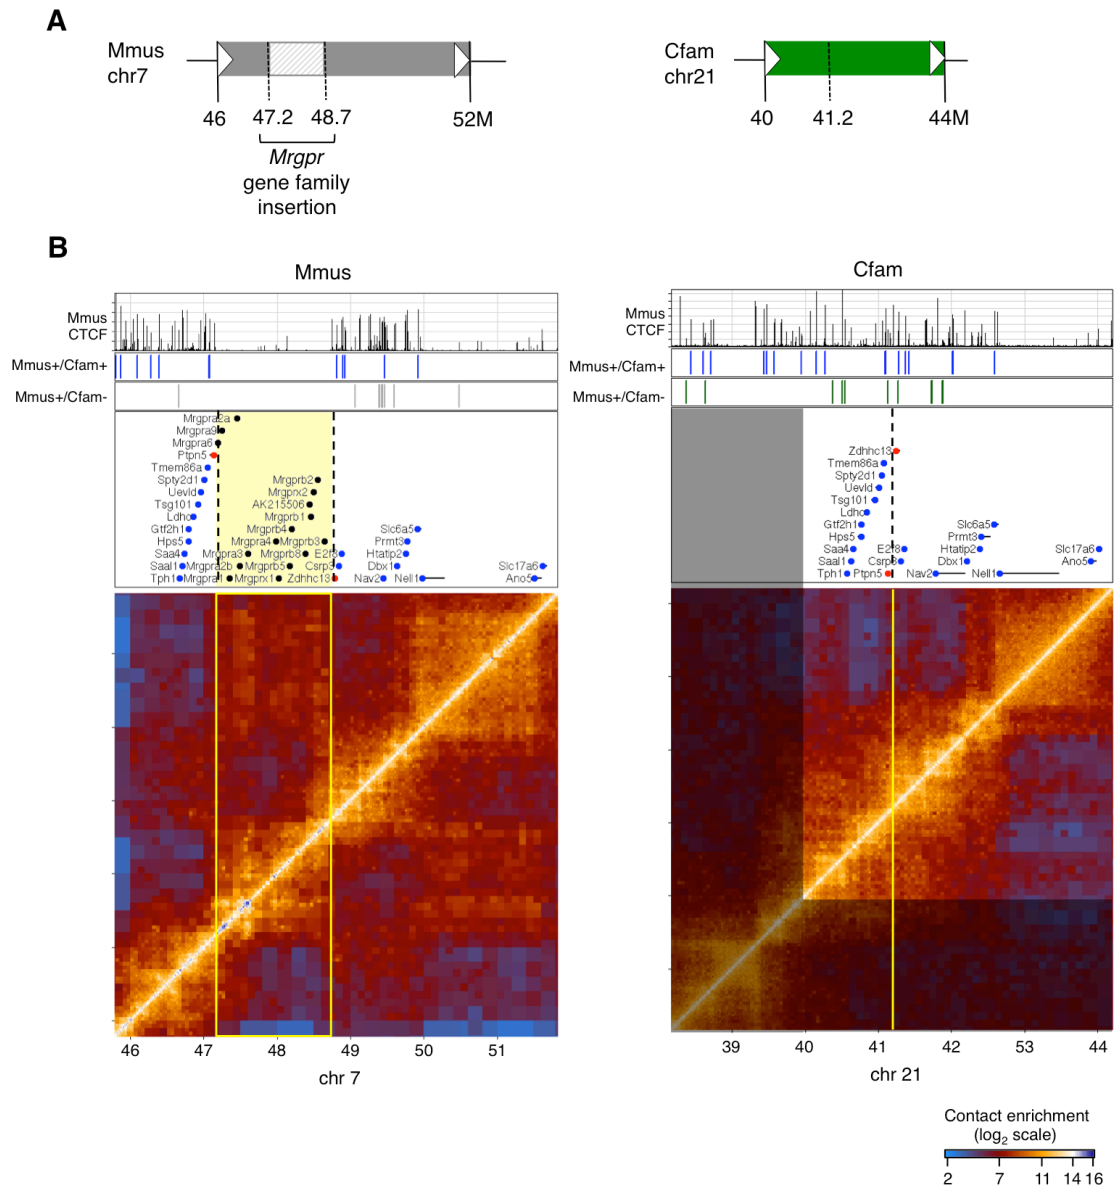 A
Mmus
chr7
46
47.2
48.7
52M
Mrgpr
gene family
insertion
Cfam
chr21
40
41.2
44M
B
Mmus
Mmus
CTCF
Mmus+/Cfam+
Mmus+/Cfam-
Mrgpra2a
Mrgpra9
Mrgpra6
Ptpn5
Tmem86a
Spty2d1 Mrgprb2
Uevld Mrgprx2
Tsg101 AK215506
Ldhc Mrgprb1
Gtf2h1 Mrgprb4 Slc6a5
Hps5 Mrgpra4 Mrgprb3 Prmt3
Saa4 Mrgpra3 Mrgprb8 E2f8 Htatip2
Saal1 Mrgpra2b Mrgprb5 Csrp3 Dbx1 Slc17a6
Tph1 Mrgpra1 Mrgprx1 Zdhhc13 Nav2 Nell1 Ano5
46 47 48 49 50 51
chr 7
Cfam
Mmus
CTCF
Mmus+/Cfam+
Mmus+/Cfam-
Zdhhc13
Tmem86a
Spty2d1
Uevld
Tsg101
Ldhc
Gtf2h1 Slc6a5
Hps5 Prmt3
Saa4 E2f8 Htatip2 Slc17a6
Saal1 Csrp3 Dbx1 Ano5
Tph1 Ptpn5 Nav2 Nell1
39 40 41 42 53 44
chr 21
Contact enrichment
(log2 scale)
2 7 11 14 16